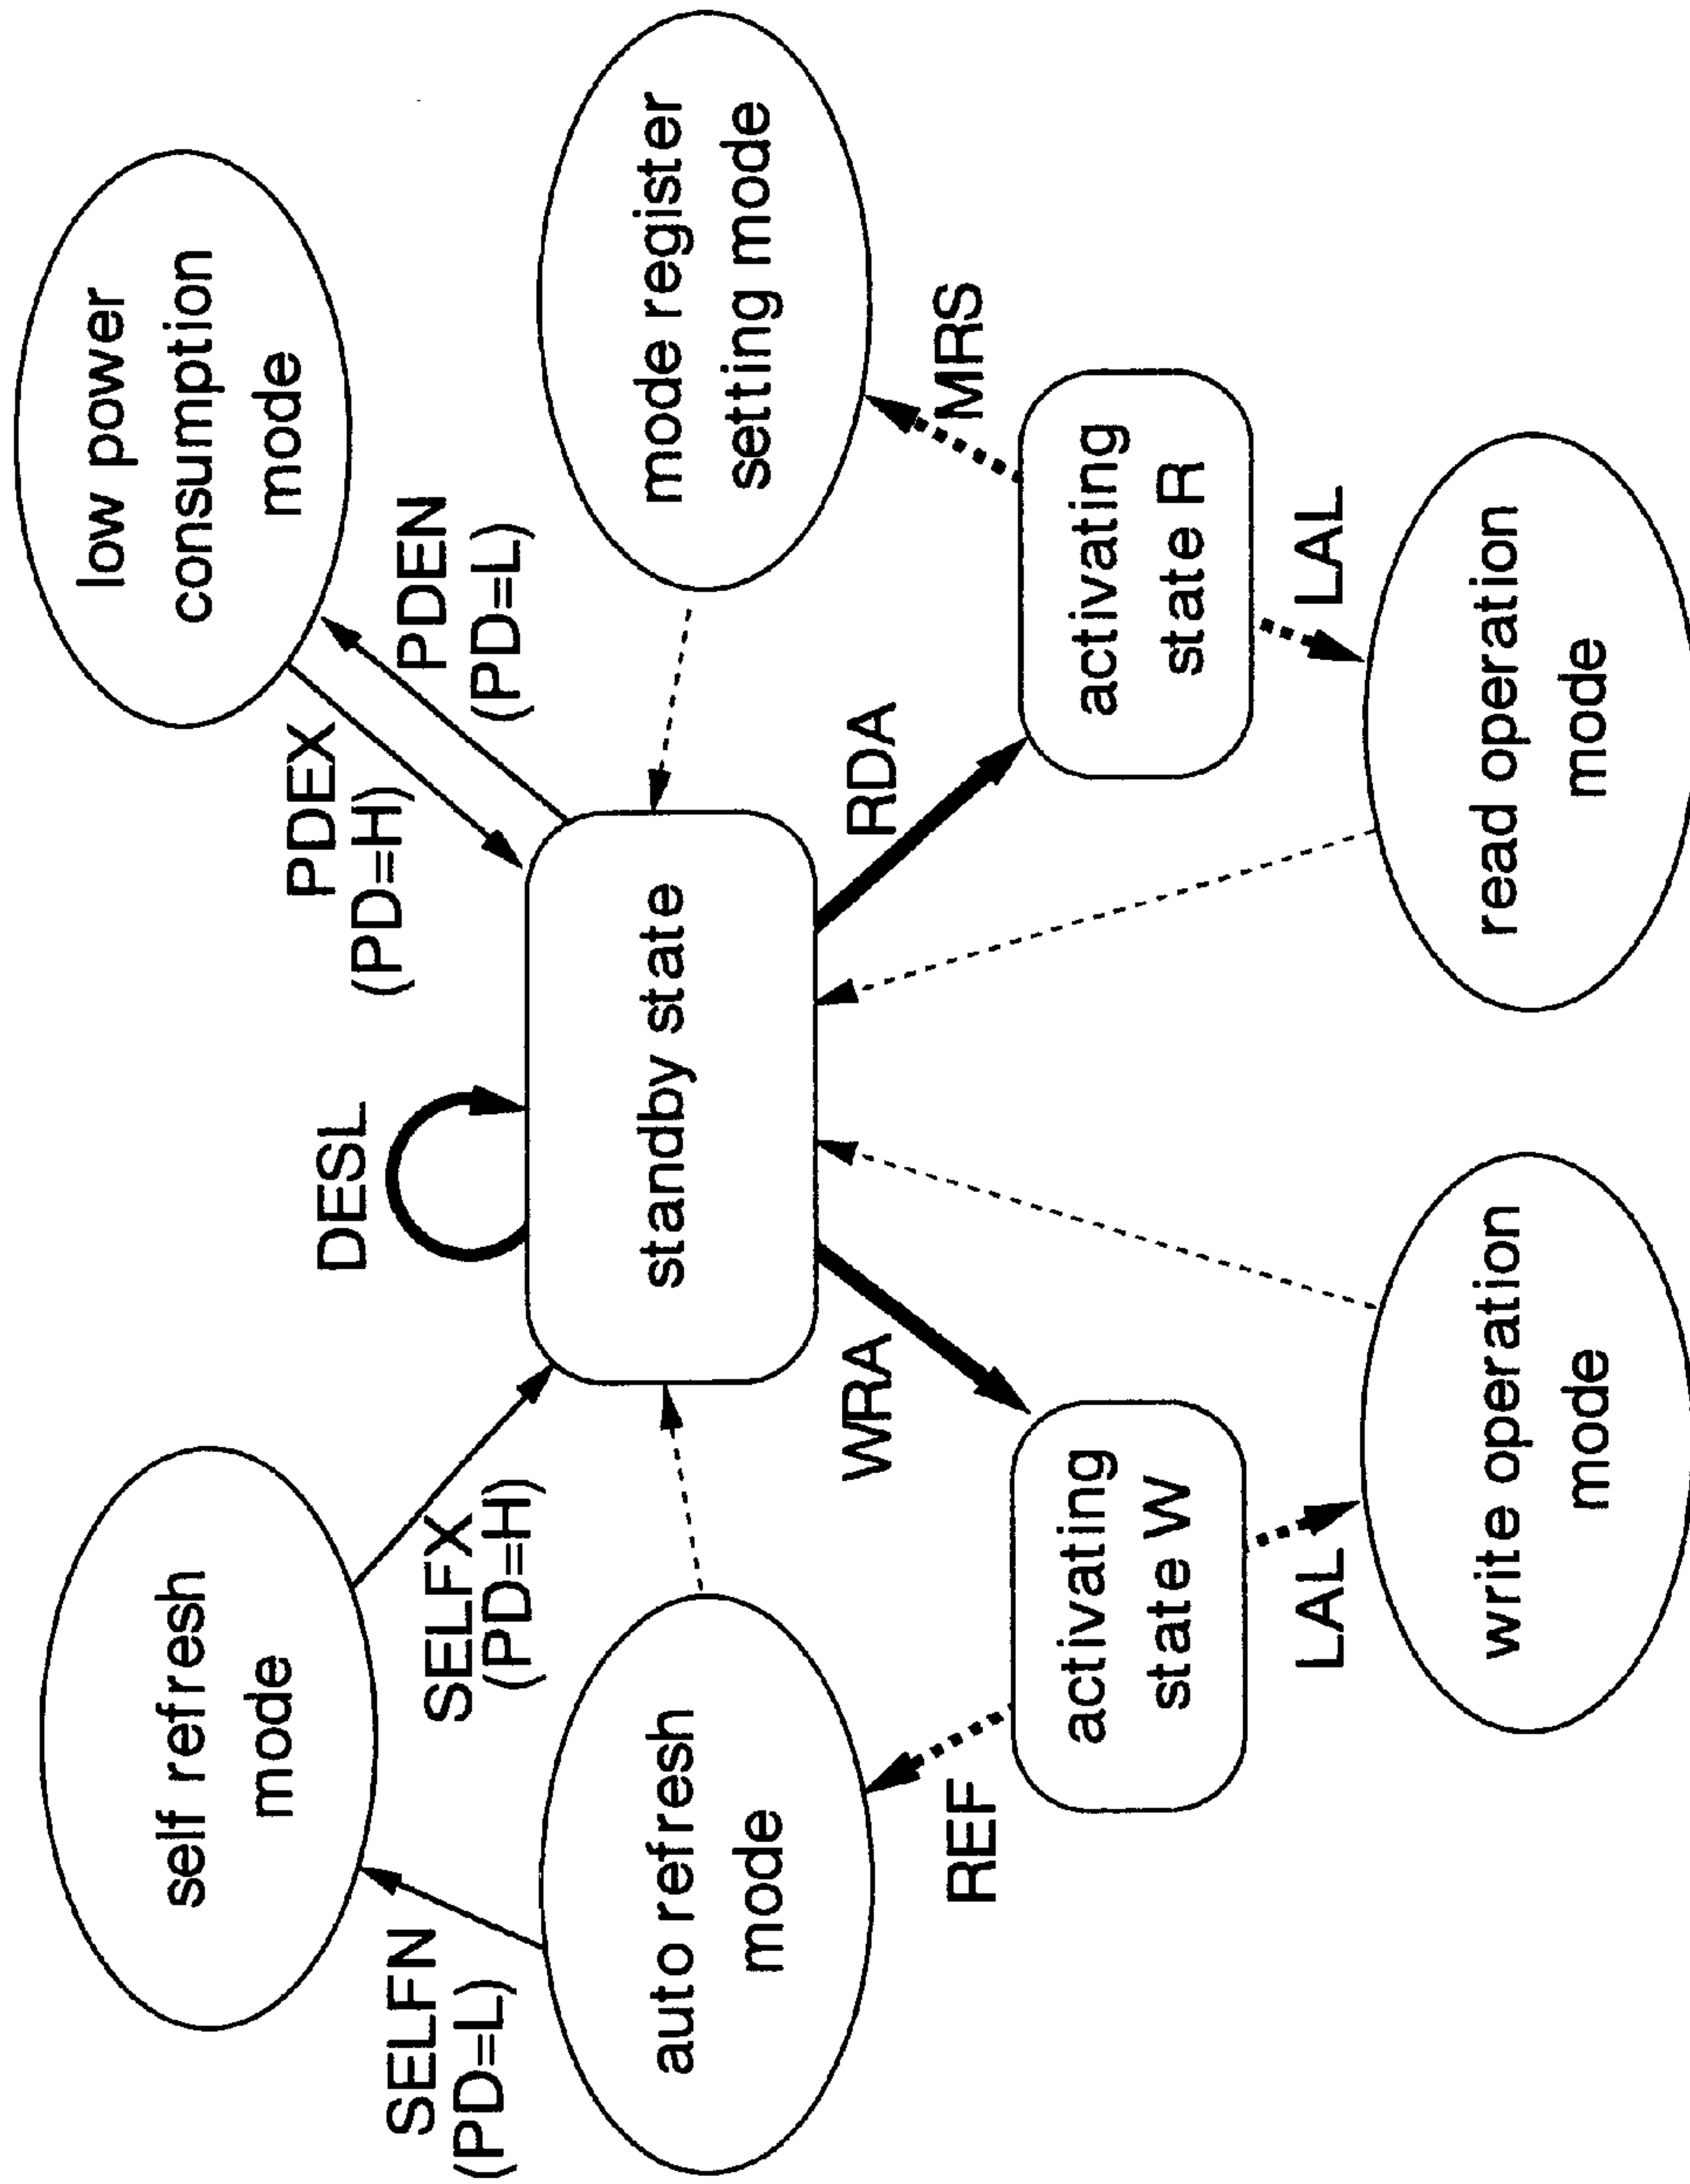 self refresh
mode
SELFN
(PD=L)
SELFX
(PD=H)
DESL
PDEX
(PD=H)
low power
consumption
mode
PDEN
(PD=L)
auto refresh
mode
standby state
mode register
setting mode
REF
WRA
RDA
MRS
activating
state W
activating
state R
LAL
LAL
write operation
mode
read operation
mode